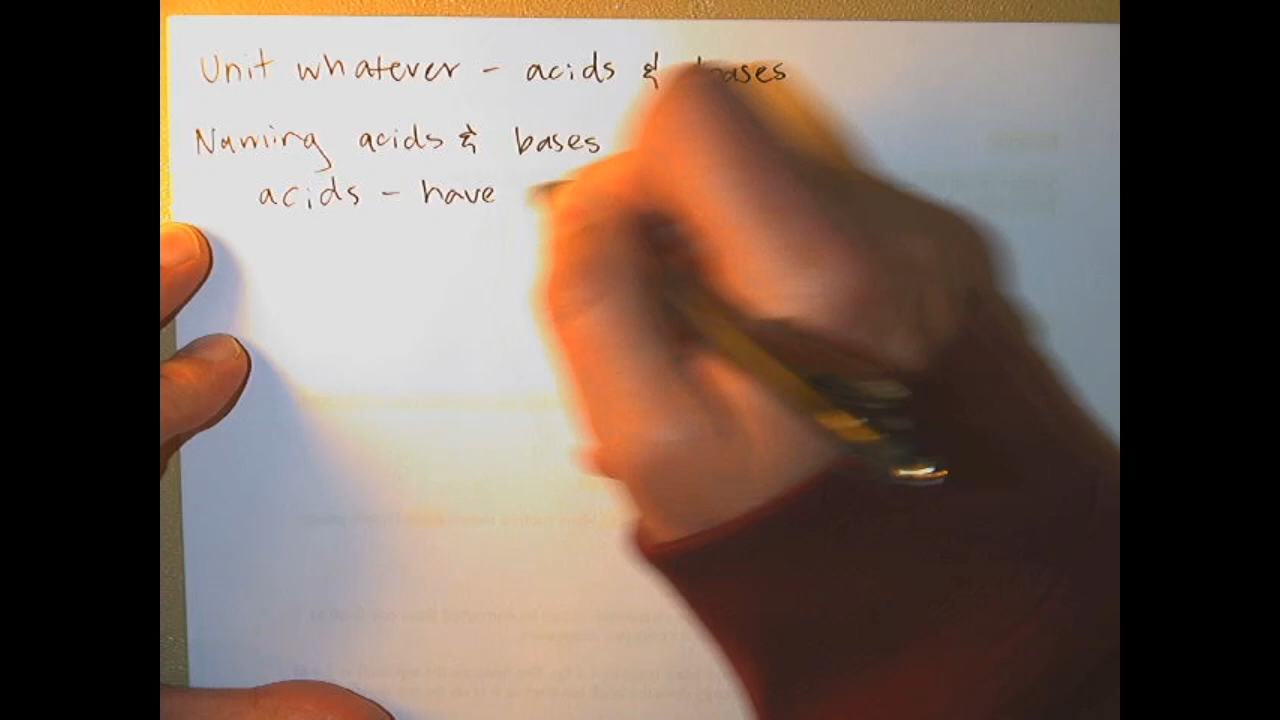 Unit whatever - acids & bases
Naming acids & bases
acids - have